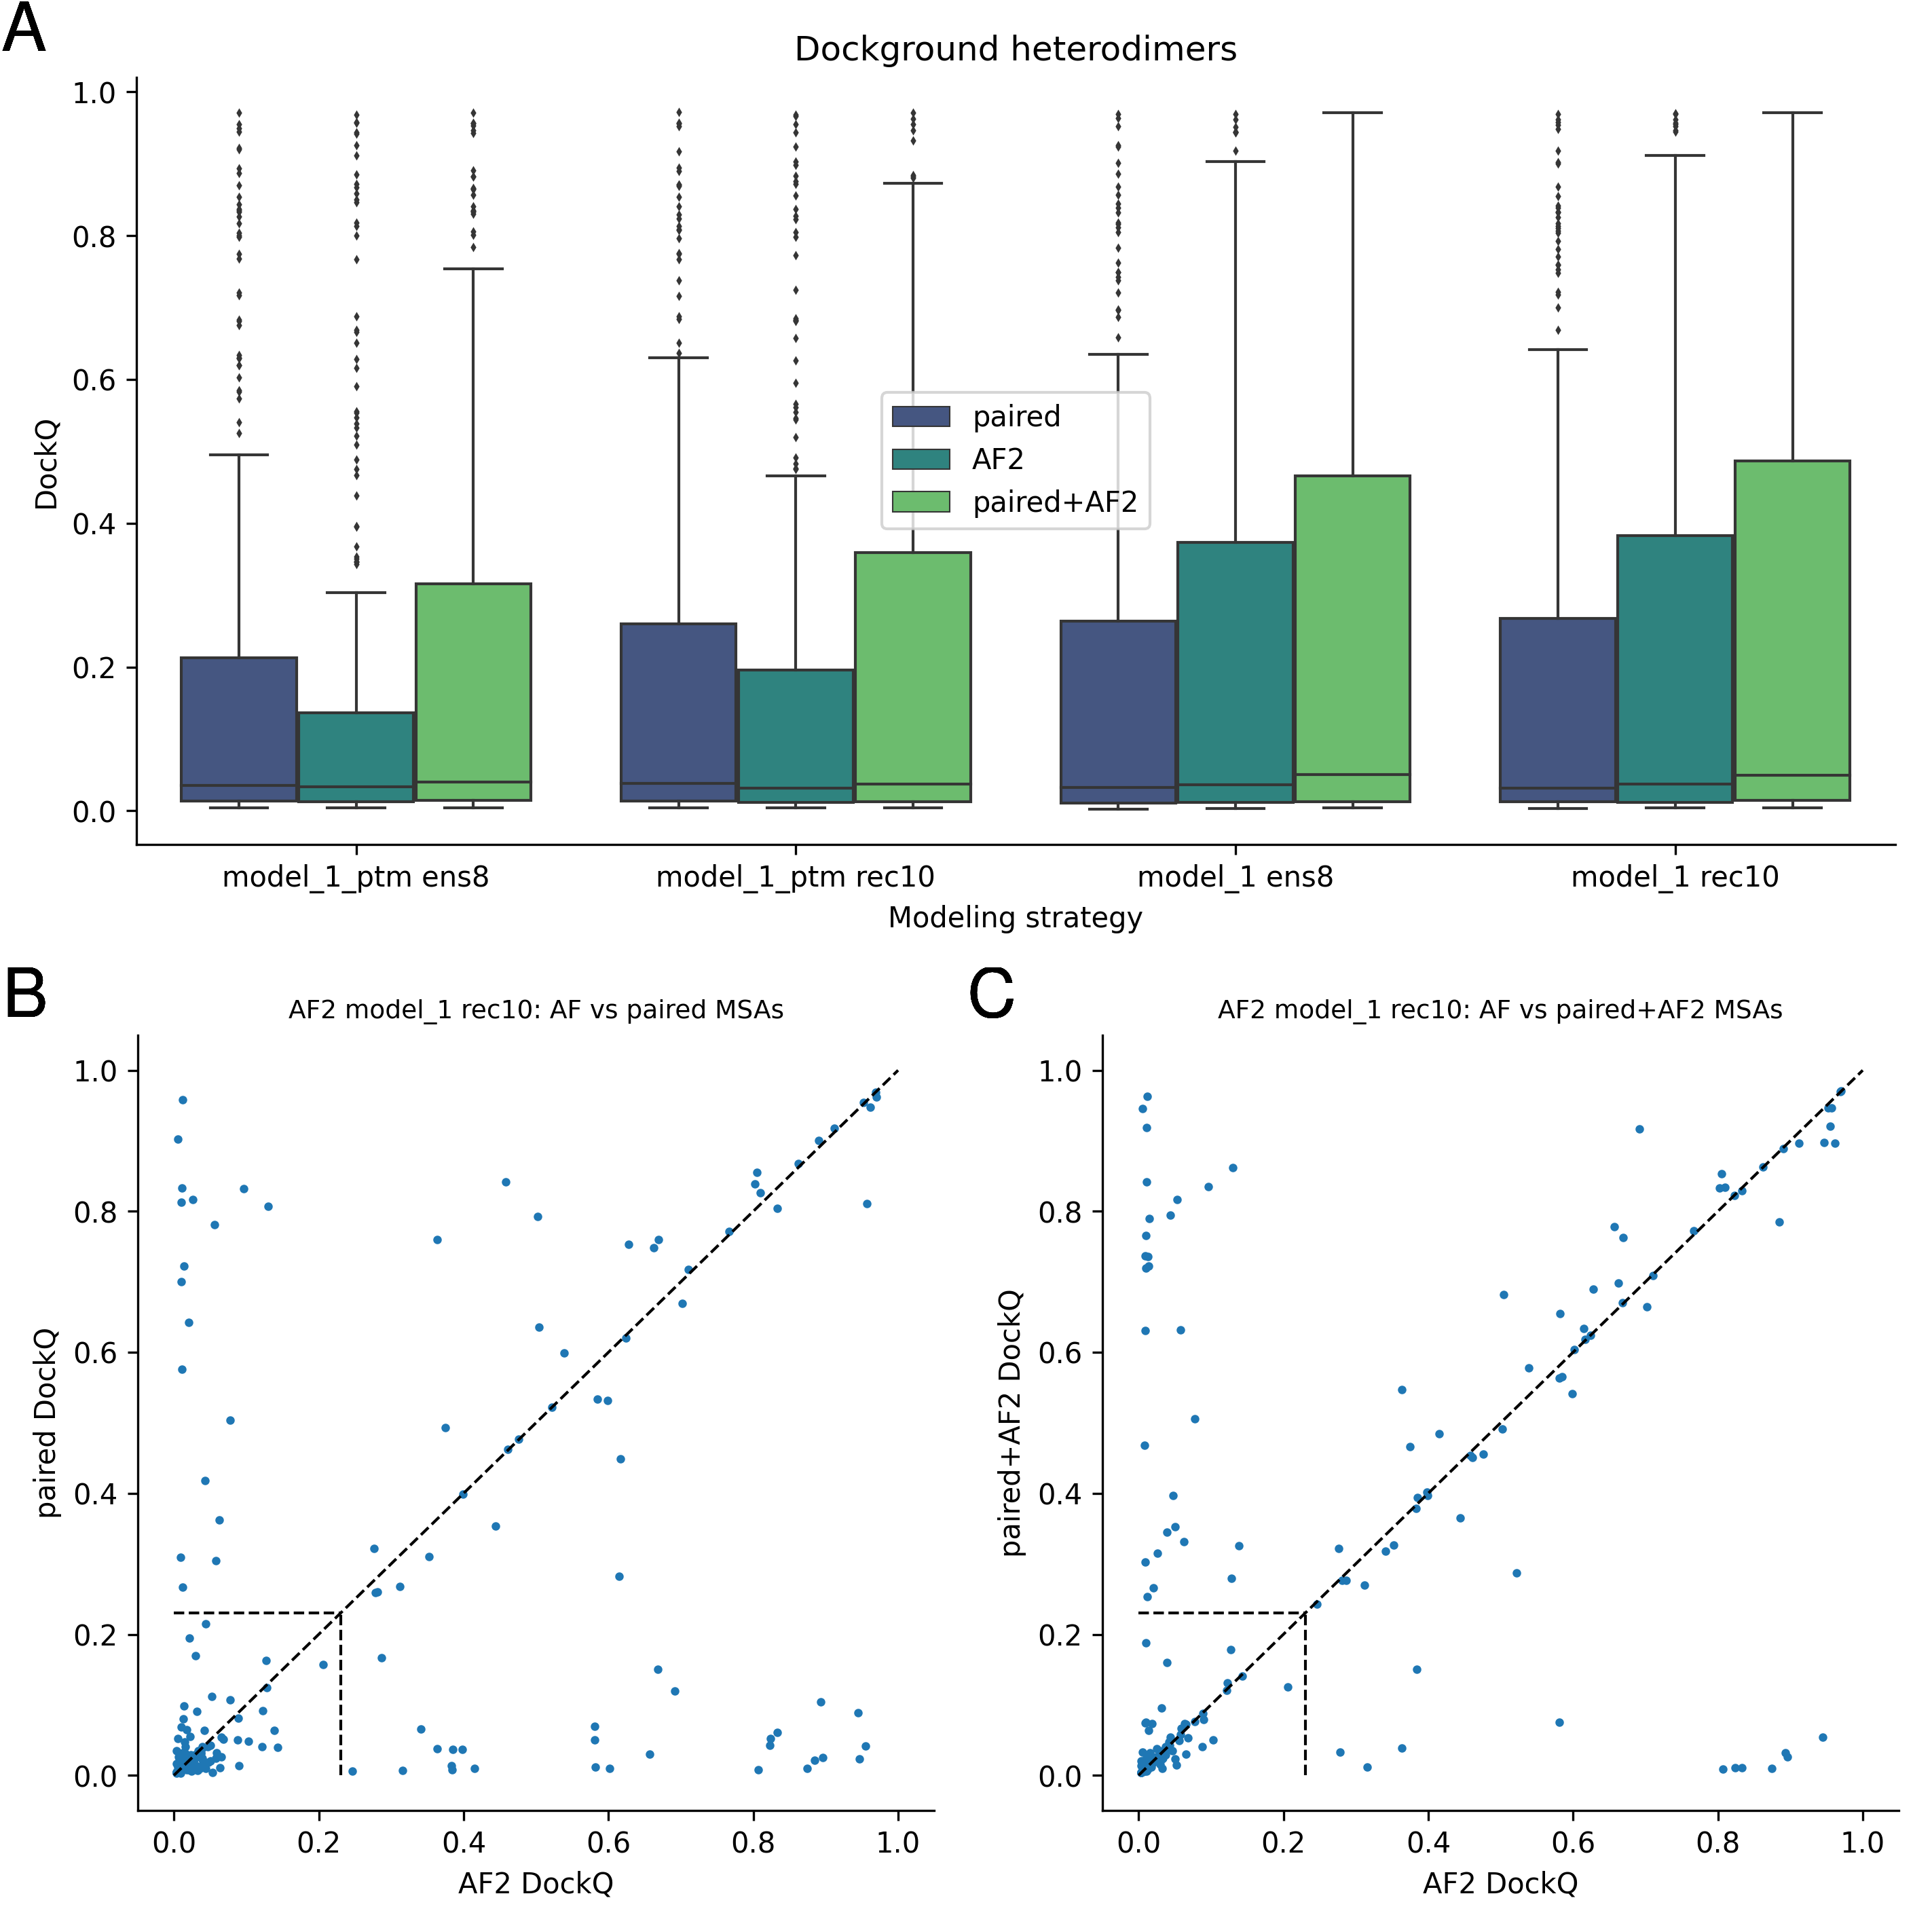 A
Dockground heterodimers
1.0
0.8
0.6
0.4
0.2
0.0
DockQ
paired
AF2
paired+AF2
model_1_ptm ens8
model_1_ptm rec10
model_1 ens8
model_1 rec10
Modeling strategy
B
AF2 model_1 rec10: AF vs paired MSAs
1.0
0.8
0.6
0.4
0.2
0.0
paired DockQ
0.0 0.2 0.4 0.6 0.8 1.0
AF2 DockQ
C
AF2 model_1 rec10: AF vs paired+AF2 MSAs
1.0
0.8
0.6
0.4
0.2
0.0
paired+AF2 DockQ
0.0 0.2 0.4 0.6 0.8 1.0
AF2 DockQ